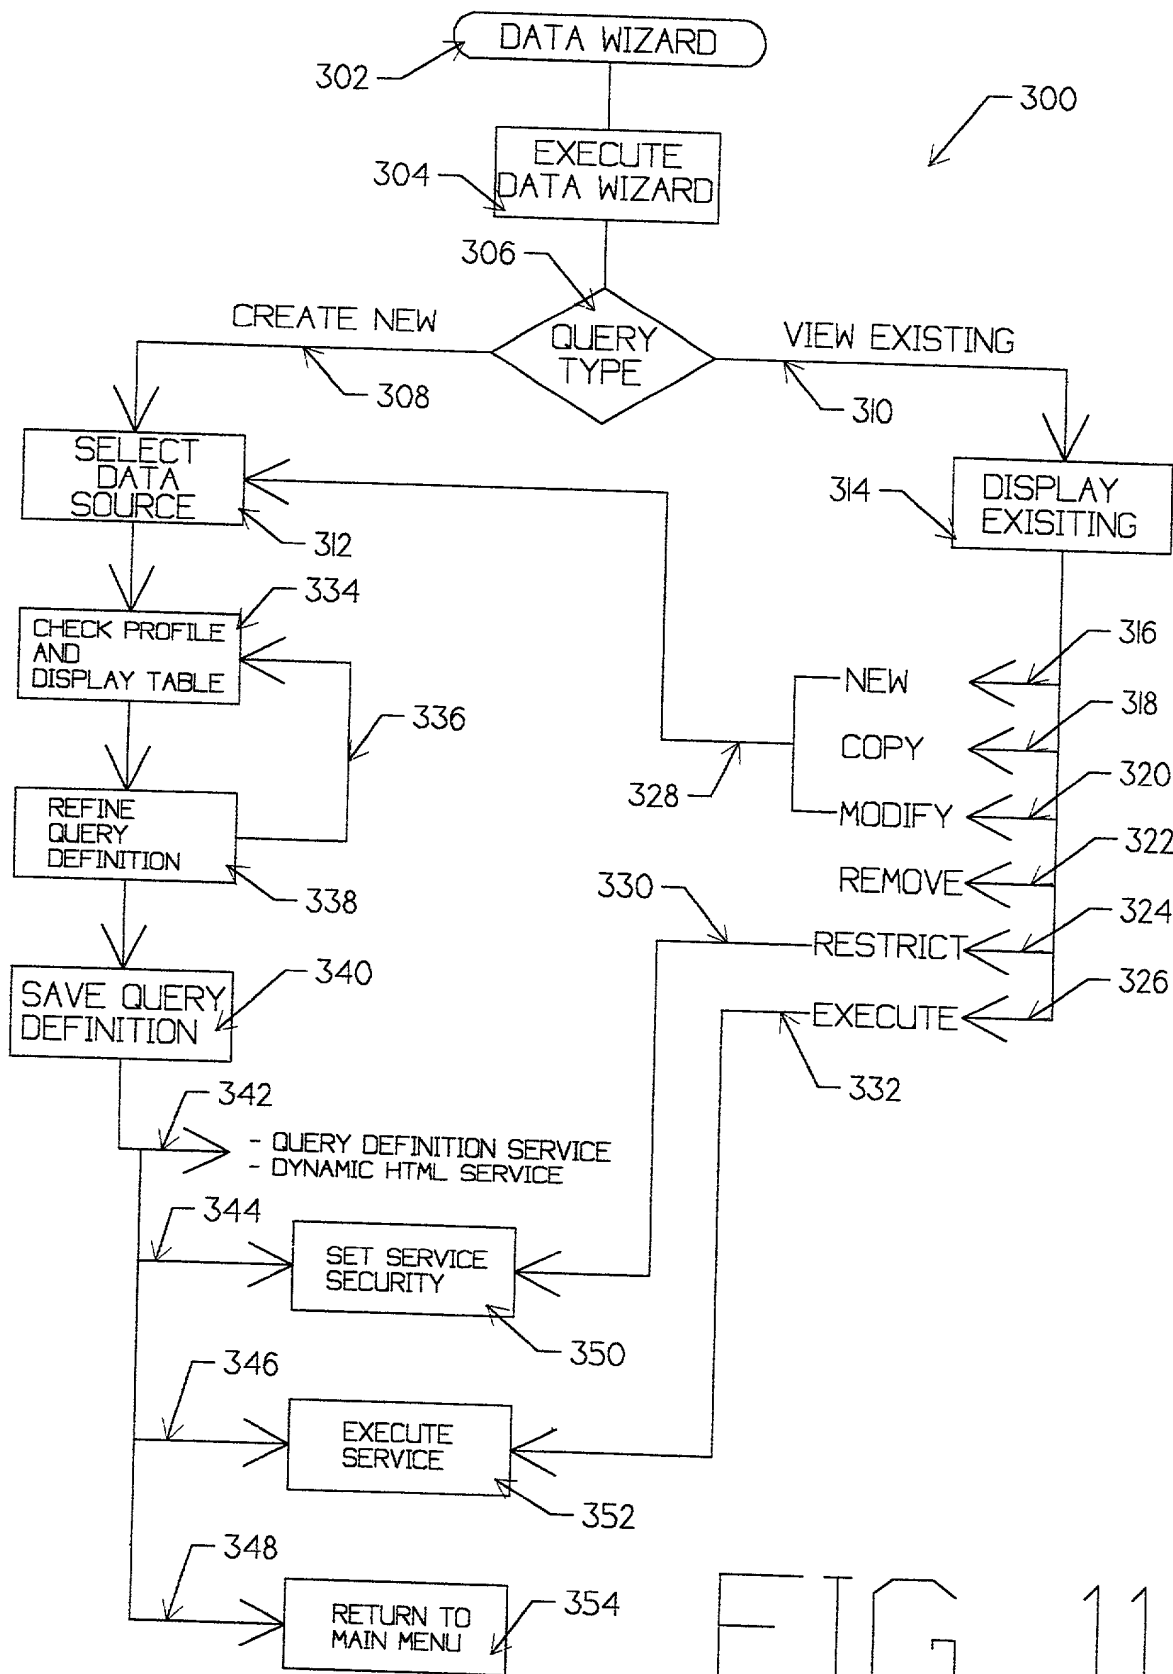 DATA WIZARD
302
300
EXECUTE
DATA WIZARD
304
306
CREATE NEW
QUERY
TYPE
VIEW EXISTING
308
310
SELECT
DATA
SOURCE
312
314
DISPLAY
EXISITING
334
CHECK PROFILE
AND
DISPLAY TABLE
316
NEW
336
318
COPY
328
320
MODIFY
REFINE
QUERY
DEFINITION
338
322
REMOVE
330
324
RESTRICT
340
SAVE QUERY
DEFINITION
326
EXECUTE
332
342
- QUERY DEFINITION SERVICE
- DYNAMIC HTML SERVICE
344
SET SERVICE
SECURITY
350
346
EXECUTE
SERVICE
352
348
RETURN TO
MAIN MENU
354
FIG 11